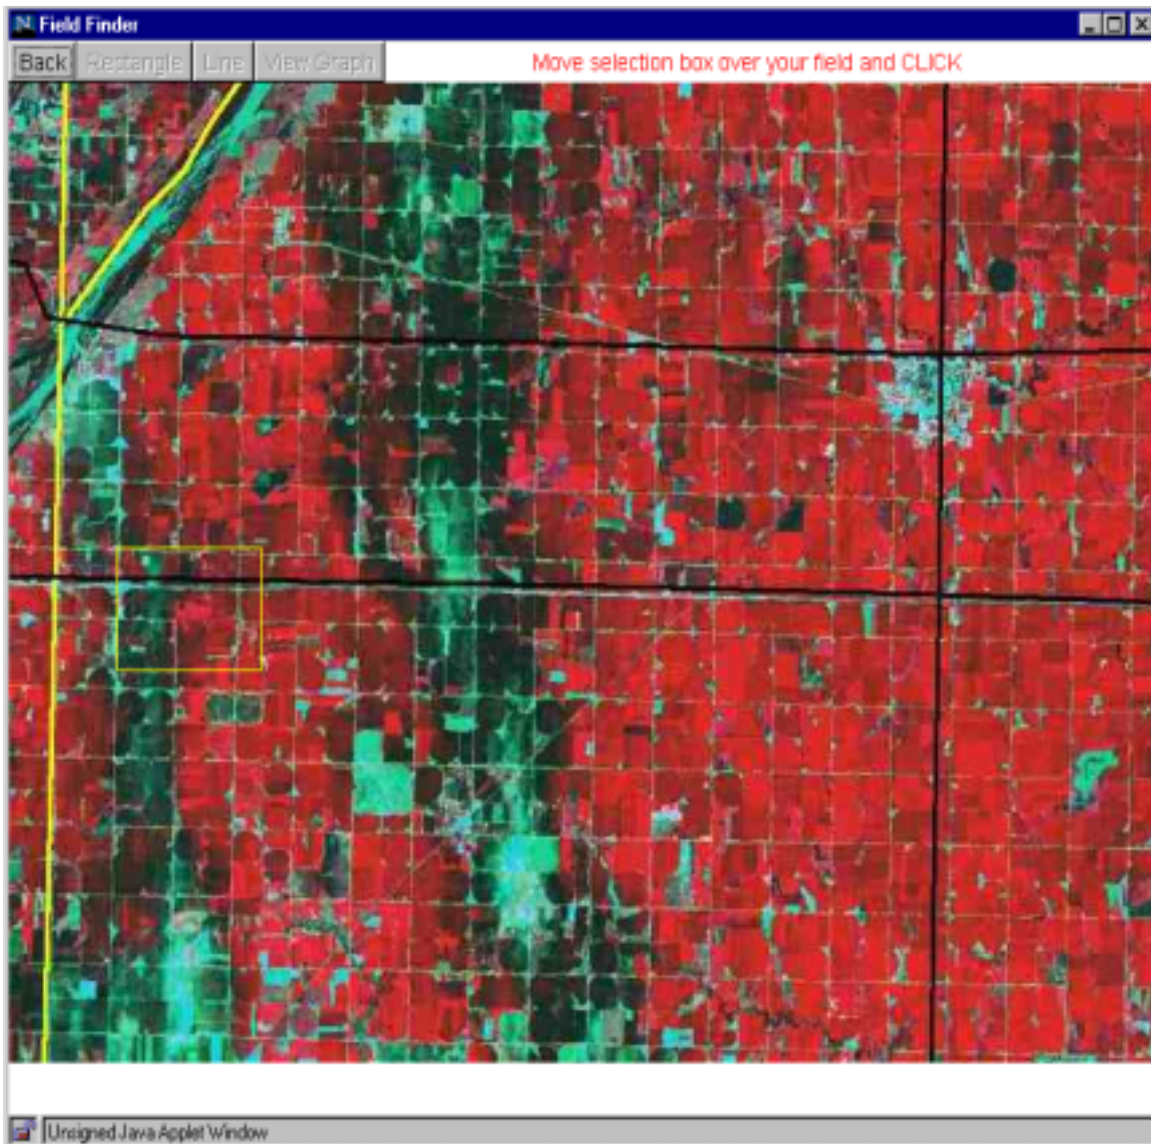 Field Finder
Back Rectangle Line View Graph Move selection box over your field and CLICK
Unsigned Java Applet Window